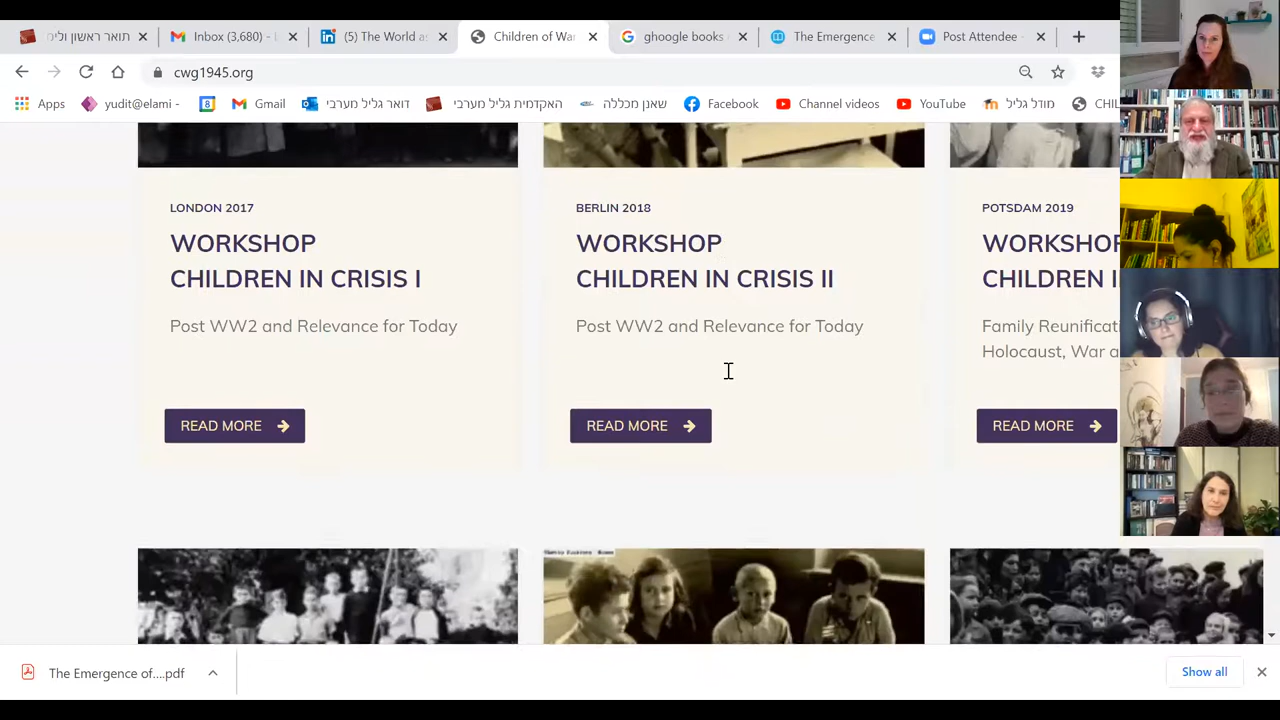 תואר ראשון ולימ
Inbox (3,680) -
(5) The World as
Children of War
ghoogle books
The Emergence
Post Attendee -
cwg1945.org
Apps
yudit@elami -
Gmail
דואר גליל מערבי
האקדמית גליל מערבי
שאנן מכללה
Facebook
Channel videos
YouTube
מודל גליל
CHIL
LONDON 2017
WORKSHOP
CHILDREN IN CRISIS I
Post WW2 and Relevance for Today
READ MORE
BERLIN 2018
WORKSHOP
CHILDREN IN CRISIS II
Post WW2 and Relevance for Today
READ MORE
POTSDAM 2019
WORKSHOP
CHILDREN I
Family Reunificati
Holocaust, War a
READ MORE
The Emergence of....pdf
Show all